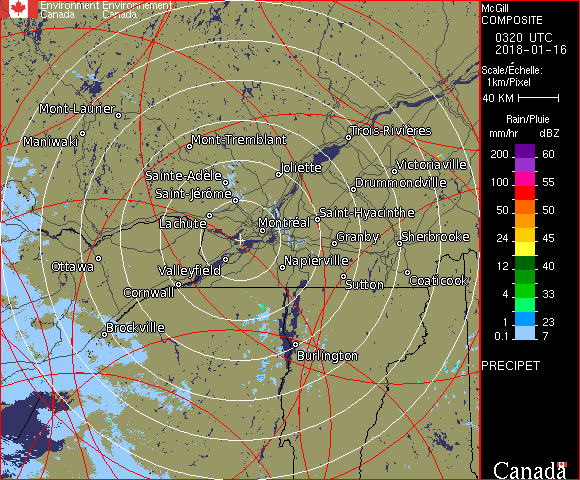 Environment Environnement
Canada Canada
McGill
COMPOSITE
0320 UTC
2018-01-16
Scale/Échelle:
1km/Pixel
40 KM
Rain/Pluie
mm/hr dBZ
200 60
55
100 55
50 50
24 45
12 40
4 33
1 23
0.1 7
PRECIPET
Canada
Mont-Laurier
Maniwaki
Mont-Tremblant
Trois-Rivières
Joliette
Victoriaville
Sainte-Adèle
Drummondville
Saint-Jérôme
Lachute
Saint-Hyacinthe
Montréal
Granby
Sherbrooke
Ottawa
Valleyfield
Napierville
Cornwall
Sutton
Coaticook
Brockville
Burlington